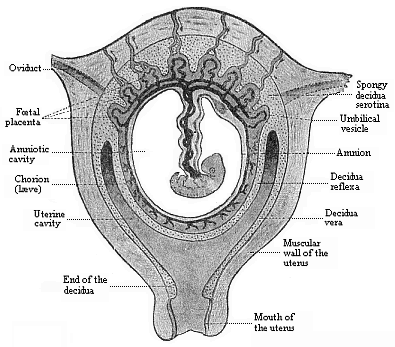 Oviduct
Fœtal
placenta
Amniotic
cavity
Chorion
(læve)
Uterine
cavity
End of the
decidua
Spongy
decidua
serotina
Umbilical
vesicle
Amnion
Decidua
reflexa
Decidua
vera
Muscular
wall of the
uterus
Mouth of
the uterus